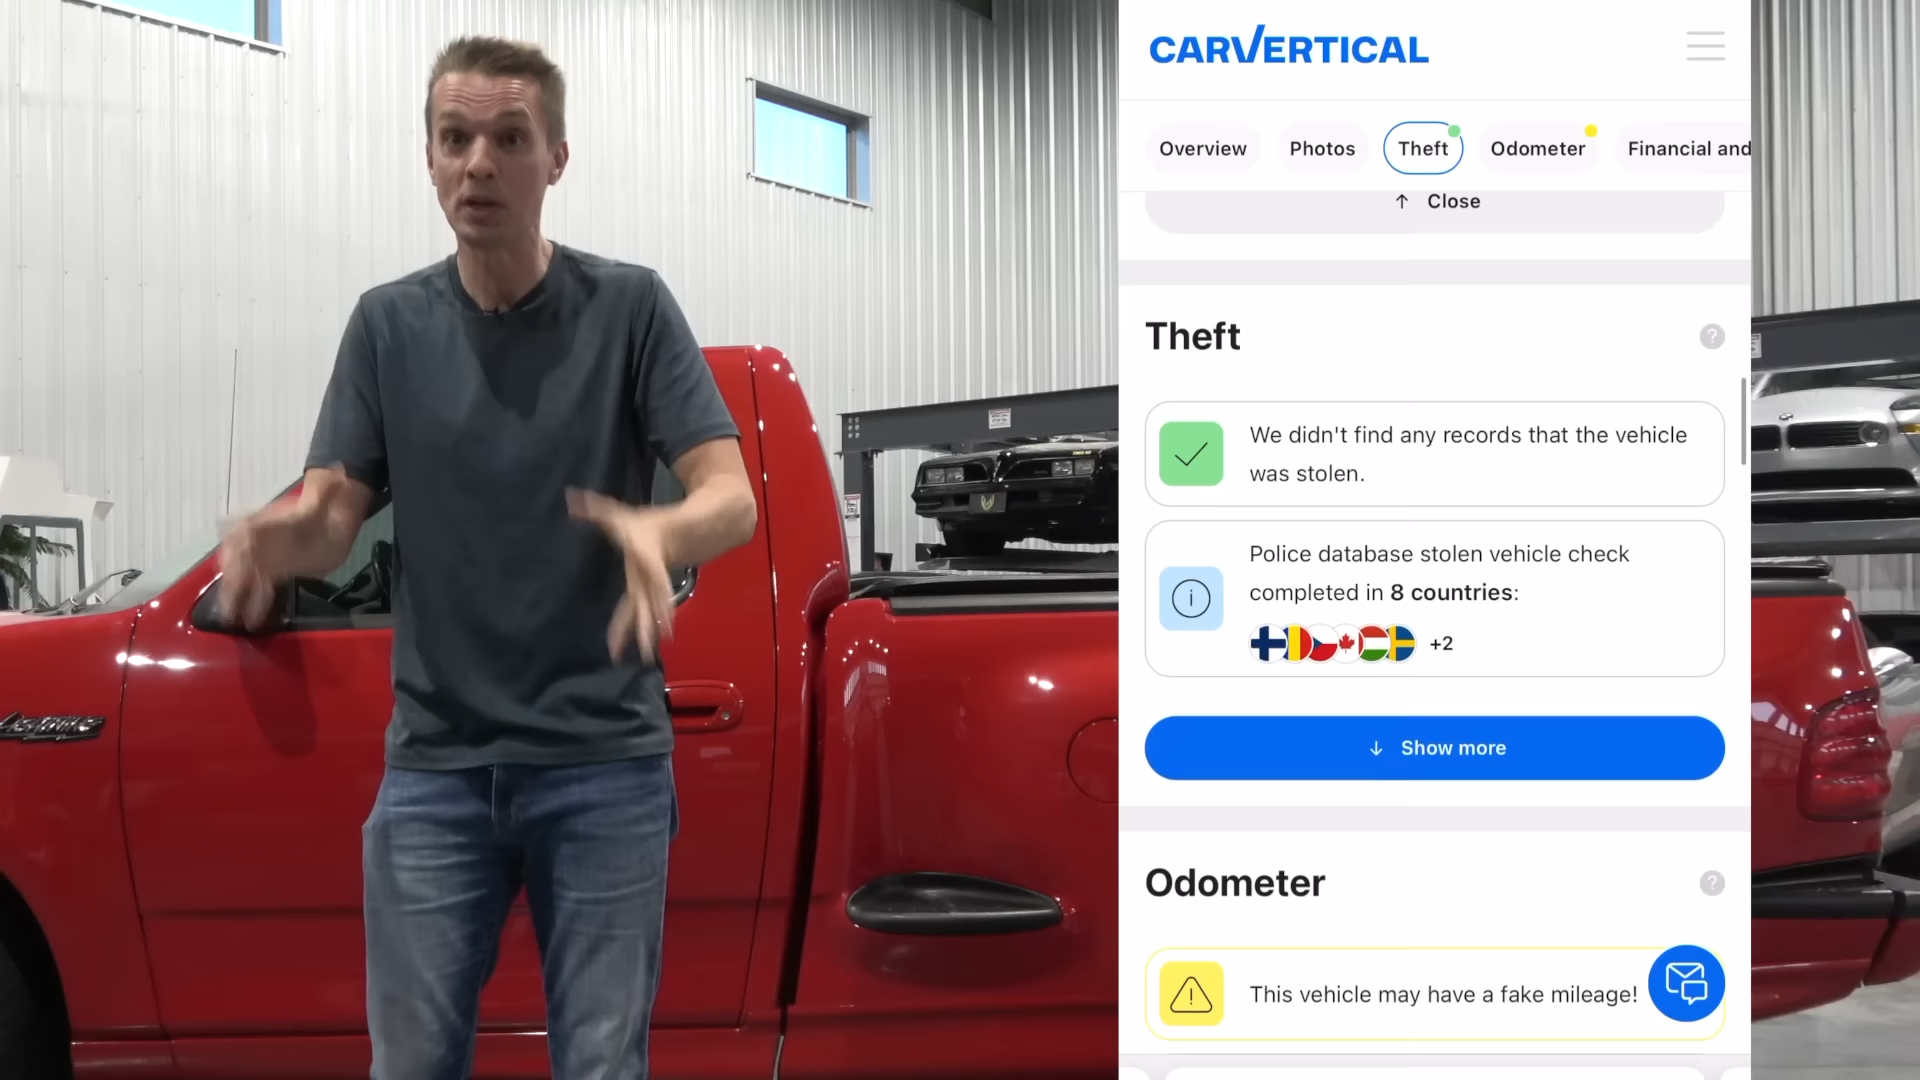 CARVERTICAL
Overview
Photos
Theft
Odometer
Financial and
↑ Close
Theft
?
We didn't find any records that the vehicle
was stolen.
Police database stolen vehicle check
completed in 8 countries:
+2
↓ Show more
Odometer
?
This vehicle may have a fake mileage!